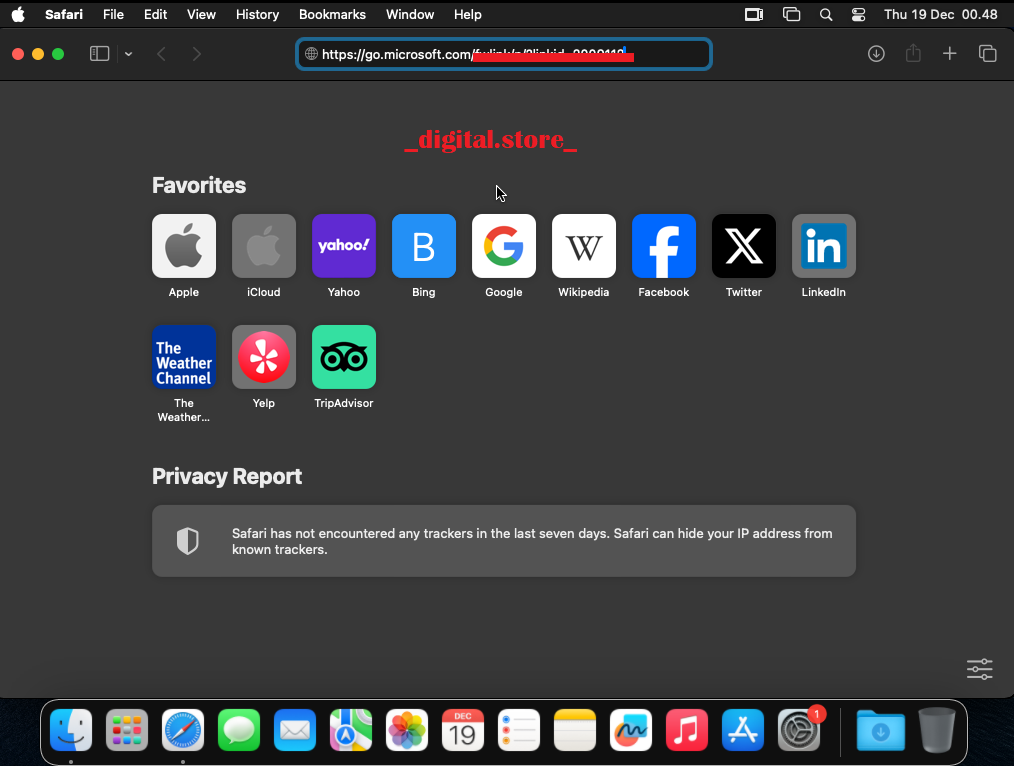 Safari File Edit View History Bookmarks Window Help Thu 19 Dec 00.48
https://go.microsoft.com/
_digital.store_
Favorites
yahoo! B W X in
Apple iCloud Yahoo Bing Google Wikipedia Facebook Twitter LinkedIn
The
Weather
Channel
The
Weather...
Yelp TripAdvisor
Privacy Report
Safari has not encountered any trackers in the last seven days. Safari can hide your IP address from
known trackers.
DEC
19
1